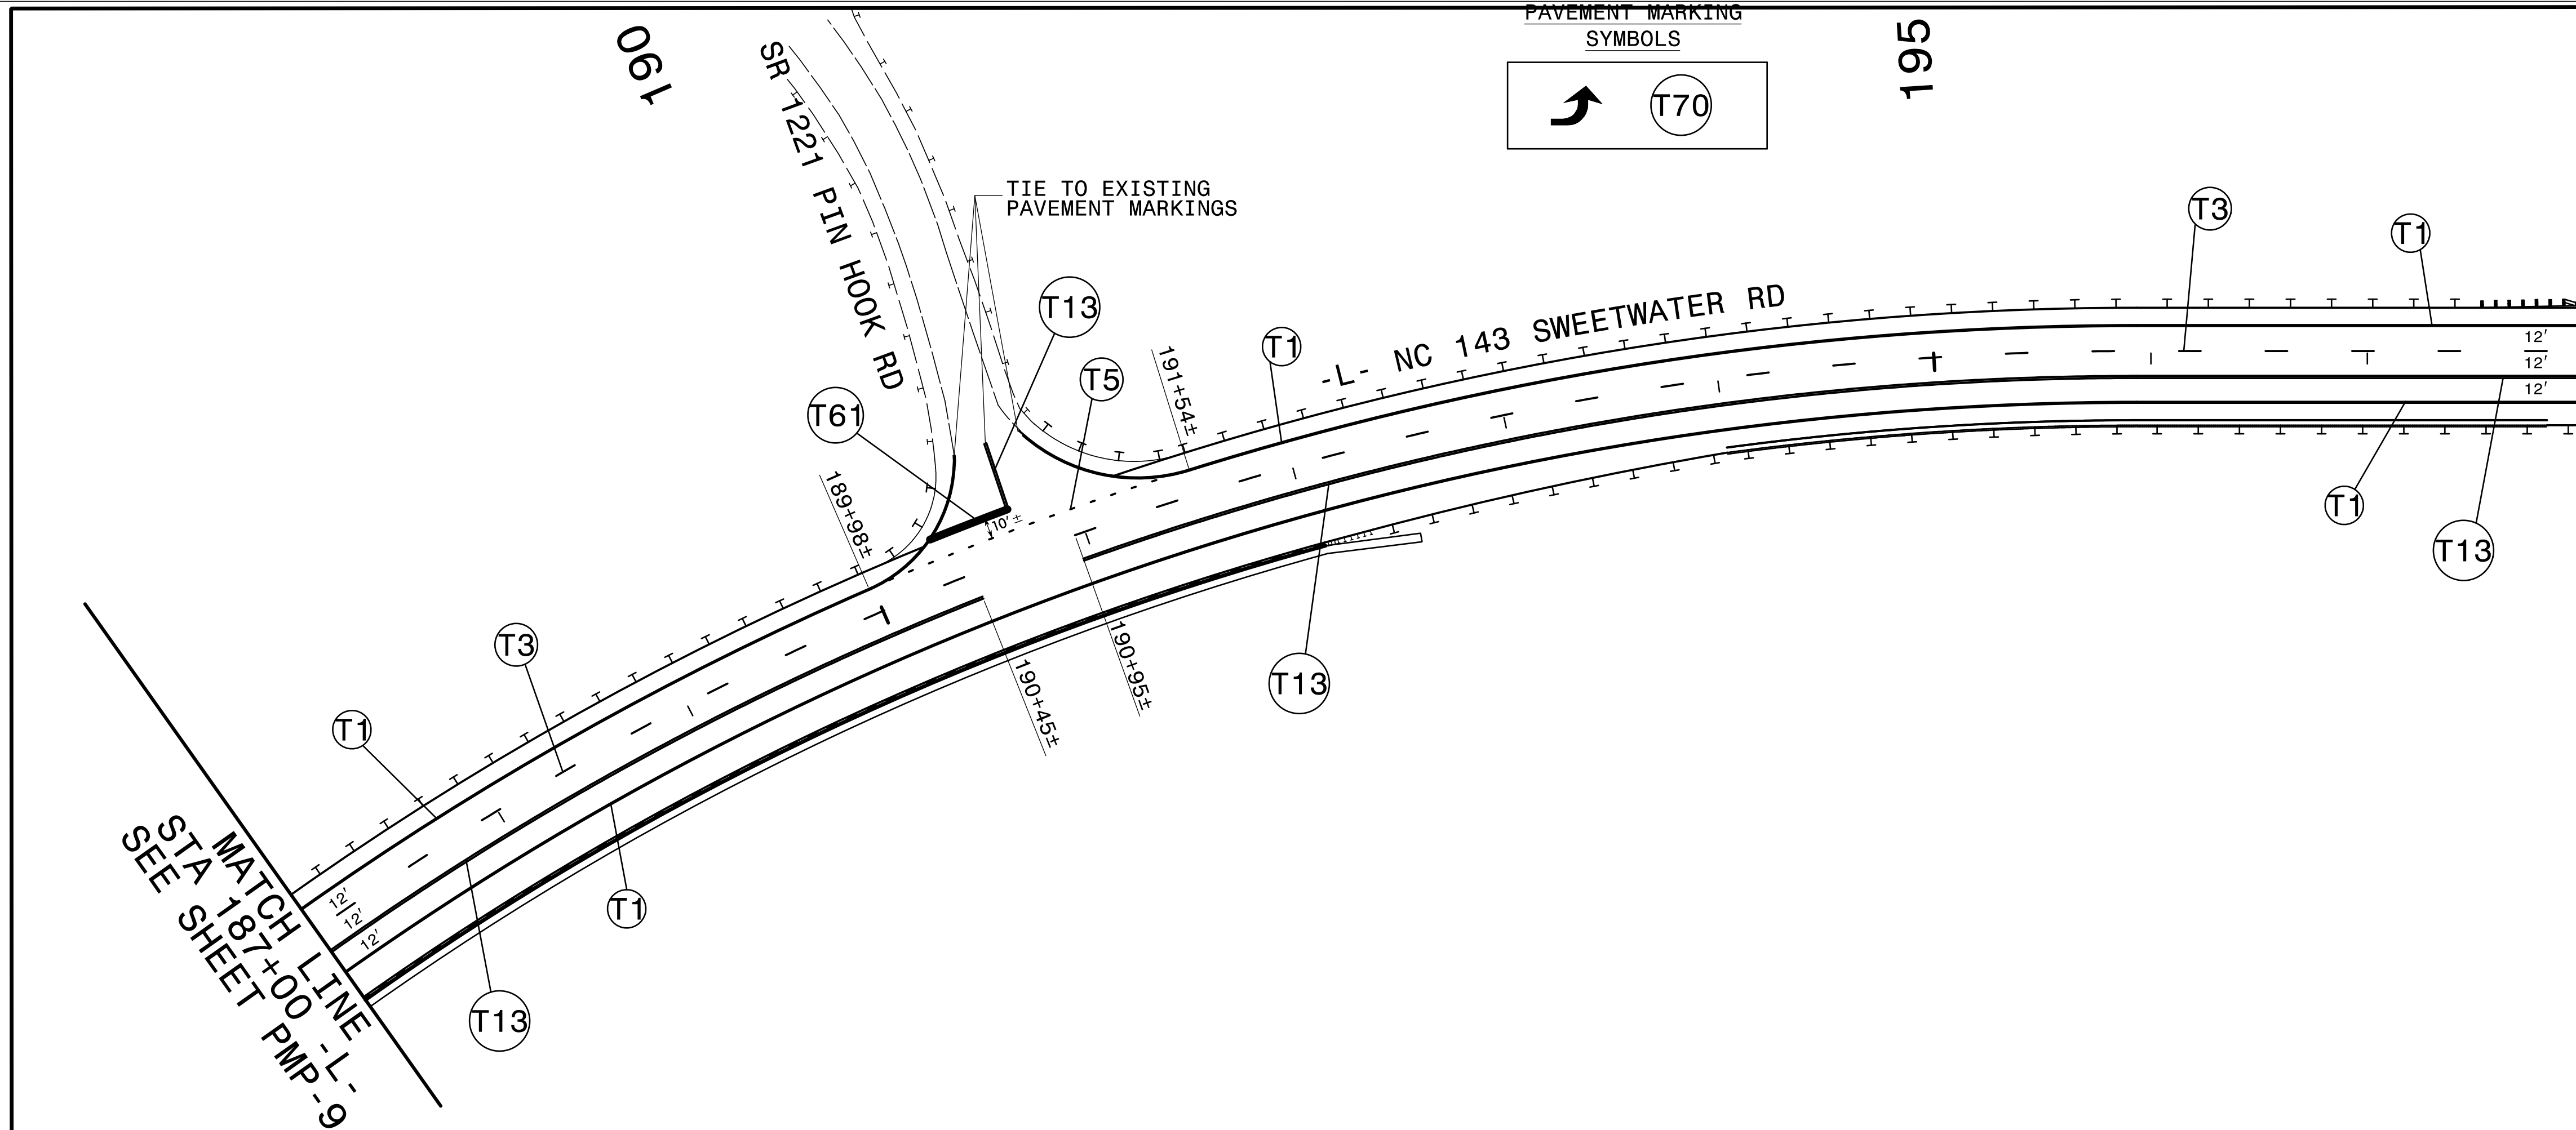 PAVEMENT MARKING
SYMBOLS
T70
190
195
SR 1221 PIN HOOK RD
TIE TO EXISTING
PAVEMENT MARKINGS
T3
T1
T13
-L- NC 143 SWEETWATER RD
T1
T5
191+54±
T61
12'
12'
12'
189+98±
10' ±
T1
T13
T3
190+95±
190+45±
T13
T1
12'
12'
12'
T1
T13
MATCH LINE
STA 187+00 -L-
SEE SHEET PMP-9